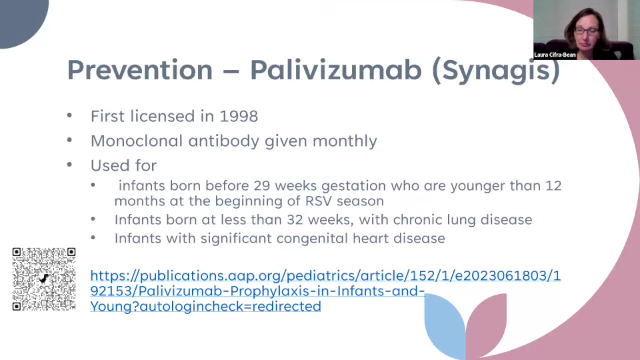 Laura Cifra-Bean
Prevention – Palivizumab (Synagis)
• First licensed in 1998
• Monoclonal antibody given monthly
• Used for
• infants born before 29 weeks gestation who are younger than 12
months at the beginning of RSV season
• Infants born at less than 32 weeks, with chronic lung disease
• Infants with significant congenital heart disease
https://publications.aap.org/pediatrics/article/152/1/e2023061803/1
92153/Palivizumab-Prophylaxis-in-Infants-and-
Young?autologincheck=redirected